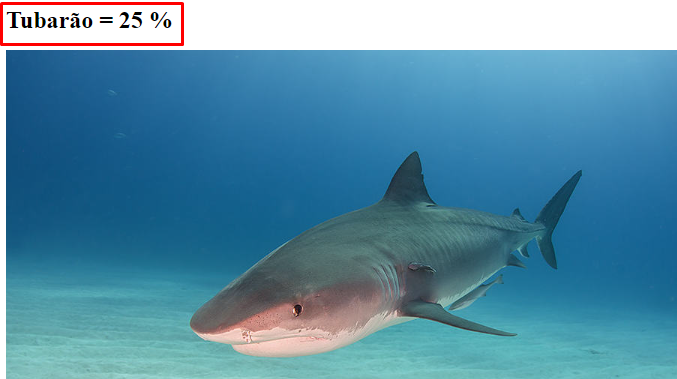 Tubarão = 25 %